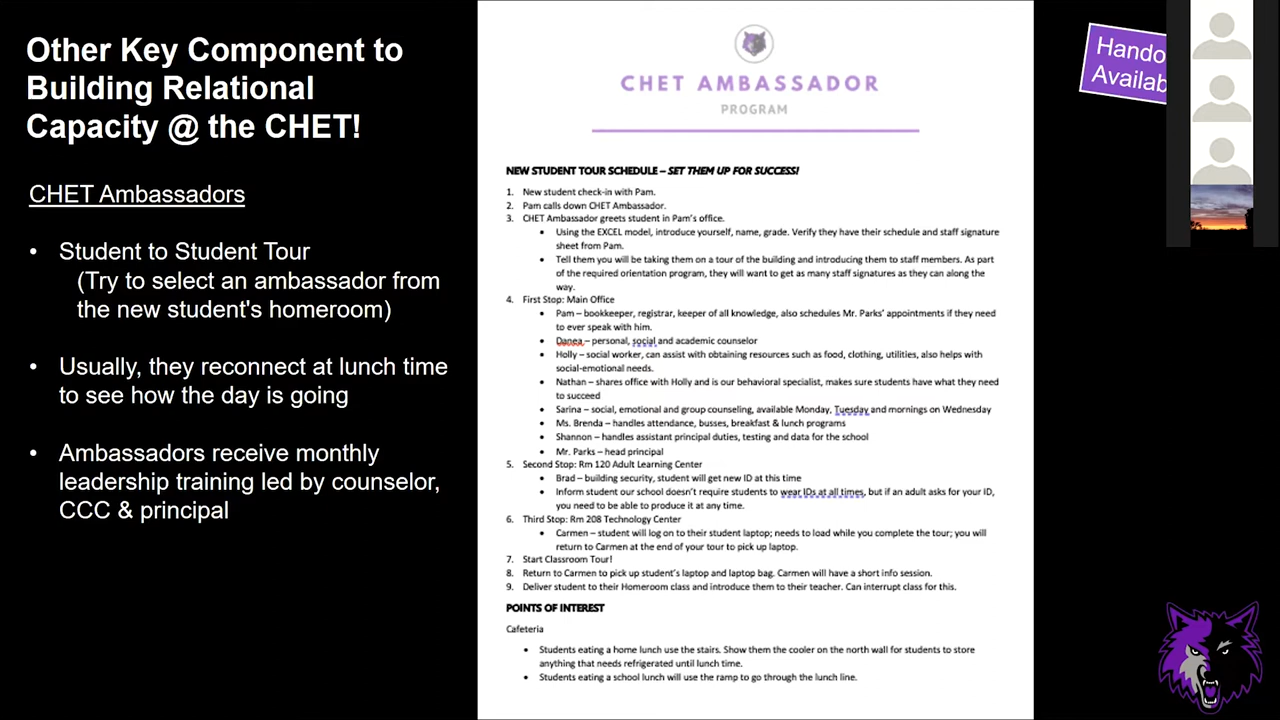 Other Key Component to
Building Relational
Capacity @ the CHET!
CHET Ambassadors
• Student to Student Tour
(Try to select an ambassador from
the new student's homeroom)
• Usually, they reconnect at lunch time
to see how the day is going
• Ambassadors receive monthly
leadership training led by counselor,
CCC & principal
CHET AMBASSADOR
PROGRAM
NEW STUDENT TOUR SCHEDULE – SET THEM UP FOR SUCCESS!
1. New student check-in with Pam.
2. Pam calls down CHET Ambassador.
3. CHET Ambassador greets student in Pam's office.
• Using the EXCEL model, introduce yourself, name, grade. Verify they have their schedule and staff signature
sheet from Pam.
• Tell them you will be taking them on a tour of the building and introducing them to staff members. As part
of the required orientation program, they will want to get as many staff signatures as they can along the
way.
4. First Stop: Main Office
• Pam – bookkeeper, registrar, keeper of all knowledge, also schedules Mr. Parks' appointments if they need
to ever speak with him.
• Danea – personal, social and academic counselor
• Holly – social worker, can assist with obtaining resources such as food, clothing, utilities, also helps with
social-emotional needs.
• Nathan – shares office with Holly and is our behavioral specialist, makes sure students have what they need
to succeed
• Sarina – social, emotional and group counseling, available Monday, Tuesday and mornings on Wednesday
• Ms. Brenda – handles attendance, busses, breakfast & lunch programs
• Shannon – handles assistant principal duties, testing and data for the school
• Mr. Parks – head principal
5. Second Stop: Rm 120 Adult Learning Center
• Brad – building security, student will get new ID at this time
• Inform student our school doesn't require students to wear IDs at all times, but if an adult asks for your ID,
you need to be able to produce it at any time.
6. Third Stop: Rm 208 Technology Center
• Carmen – student will log on to their student laptop; needs to load while you complete the tour; you will
return to Carmen at the end of your tour to pick up laptop.
7. Start Classroom Tour!
8. Return to Carmen to pick up student's laptop and laptop bag. Carmen will have a short info session.
9. Deliver student to their Homeroom class and introduce them to their teacher. Can interrupt class for this.
POINTS OF INTEREST
Cafeteria
• Students eating a home lunch use the stairs. Show them the cooler on the north wall for students to store
anything that needs refrigerated until lunch time.
• Students eating a school lunch will use the ramp to go through the lunch line.
Hando
Availab